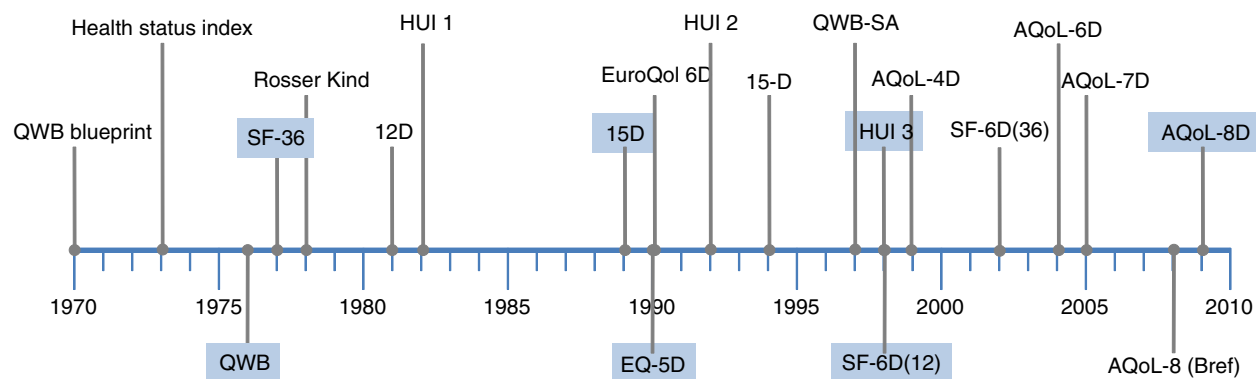 Health status index
HUI 1
HUI 2
QWB-SA
AQoL-6D
Rosser Kind
EuroQol 6D
15-D
AQoL-4D
AQoL-7D
QWB blueprint
SF-36
12D
15D
HUI 3
SF-6D(36)
AQoL-8D
1970
1975
1980
1985
1990
1995
2000
2005
2010
QWB
EQ-5D
SF-6D(12)
AQoL-8 (Bref)